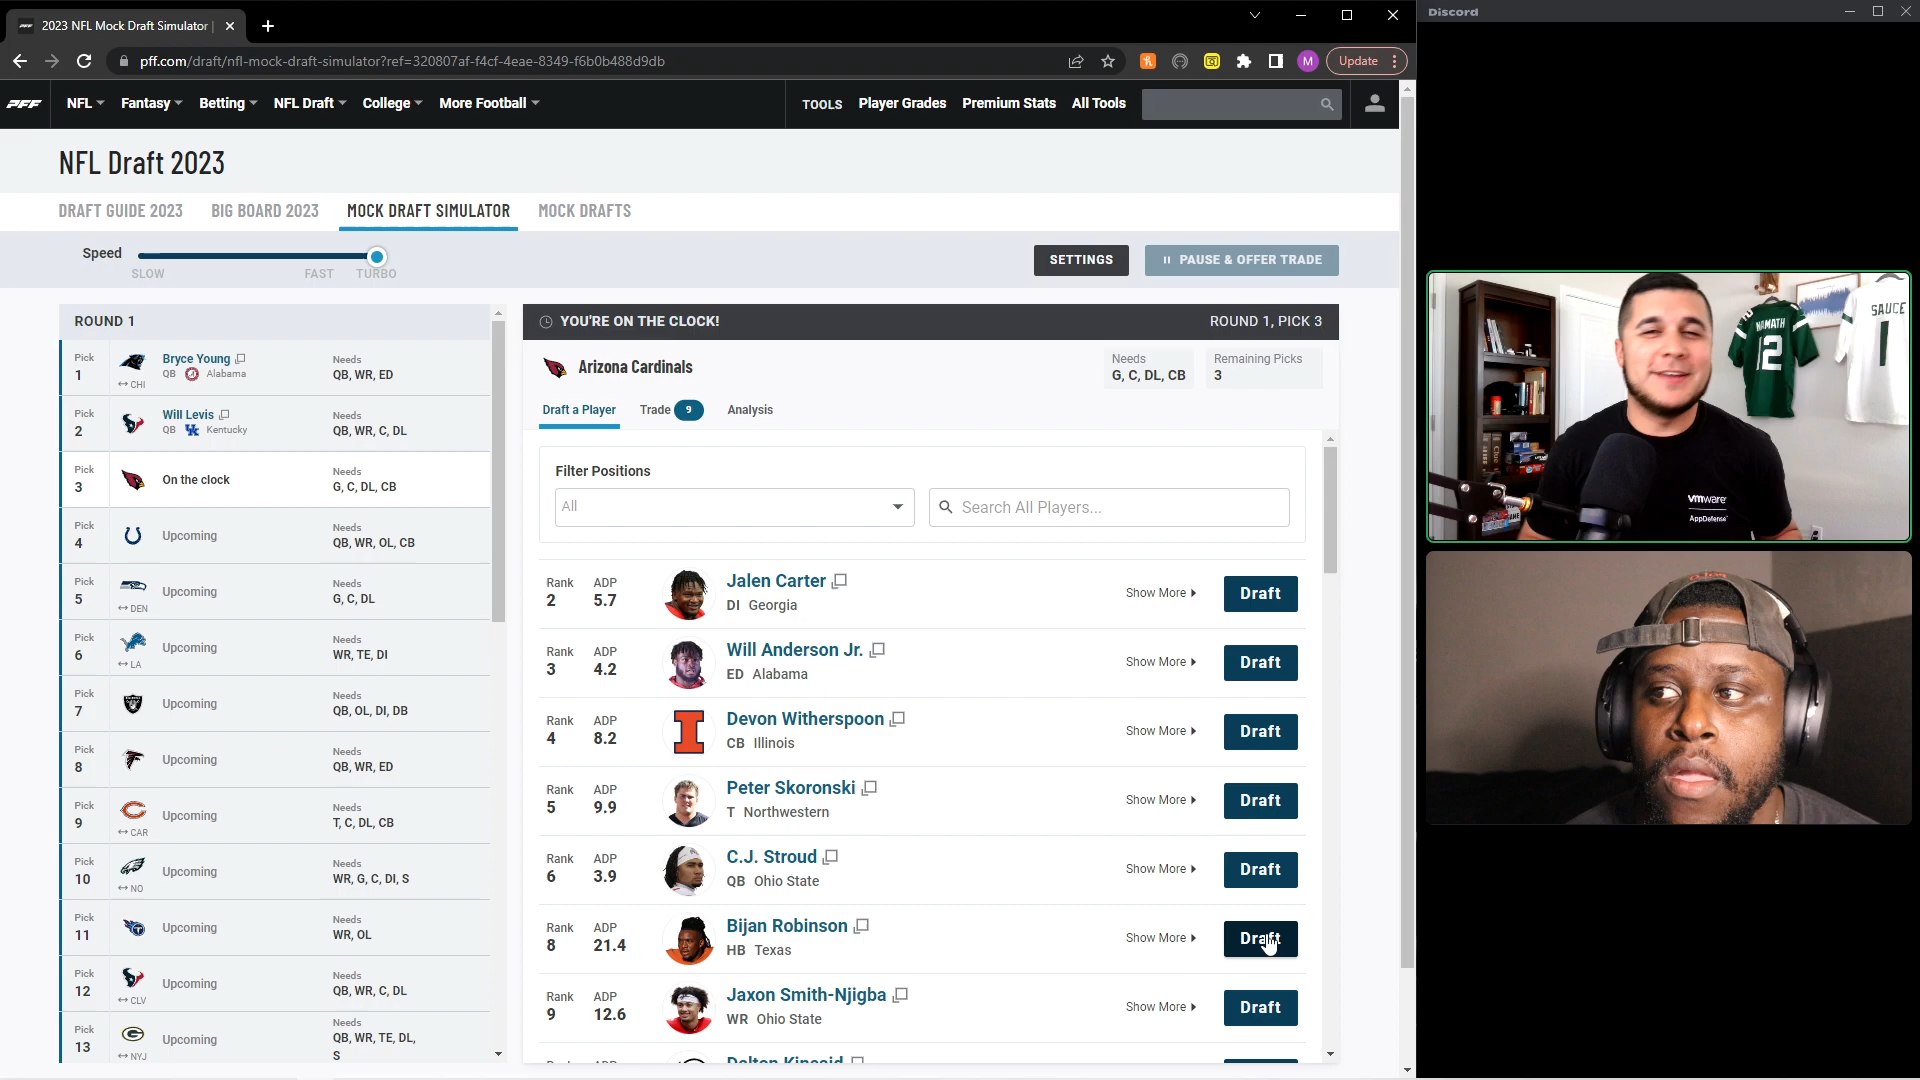 2023 NFL Mock Draft Simulator |
pff.com/draft/nfl-mock-draft-simulator?ref=320807af-f4cf-4eae-8349-f6b0b488d9db
M
Update
PFF
NFL
Fantasy
Betting
NFL Draft
College
More Football
TOOLS
Player Grades
Premium Stats
All Tools
NFL Draft 2023
DRAFT GUIDE 2023
BIG BOARD 2023
MOCK DRAFT SIMULATOR
MOCK DRAFTS
Speed
SLOW
FAST
TURBO
SETTINGS
PAUSE & OFFER TRADE
ROUND 1
Pick 1
CHI
Bryce Young
QB Alabama
Needs
QB, WR, ED
Pick 2
Will Levis
QB Kentucky
Needs
QB, WR, C, DL
Pick 3
On the clock
Needs
G, C, DL, CB
Pick 4
Upcoming
Needs
QB, WR, OL, CB
Pick 5
DEN
Upcoming
Needs
G, C, DL
Pick 6
LA
Upcoming
Needs
WR, TE, DI
Pick 7
Upcoming
Needs
QB, OL, DI, DB
Pick 8
Upcoming
Needs
QB, WR, ED
Pick 9
CAR
Upcoming
Needs
T, C, DL, CB
Pick 10
NO
Upcoming
Needs
WR, G, C, DI, S
Pick 11
Upcoming
Needs
WR, OL
Pick 12
CLV
Upcoming
Needs
QB, WR, C, DL
Pick 13
NYJ
Upcoming
Needs
QB, WR, TE, DL,
S
YOU'RE ON THE CLOCK!
ROUND 1, PICK 3
Arizona Cardinals
Needs
G, C, DL, CB
Remaining Picks
3
Draft a Player
Trade 9
Analysis
Filter Positions
All
Search All Players...
Rank 2
ADP 5.7
Jalen Carter
DI Georgia
Show More
Draft
Rank 3
ADP 4.2
Will Anderson Jr.
ED Alabama
Show More
Draft
Rank 4
ADP 8.2
Devon Witherspoon
CB Illinois
Show More
Draft
Rank 5
ADP 9.9
Peter Skoronski
T Northwestern
Show More
Draft
Rank 6
ADP 3.9
C.J. Stroud
QB Ohio State
Show More
Draft
Rank 8
ADP 21.4
Bijan Robinson
HB Texas
Show More
Draft
Rank 9
ADP 12.6
Jaxon Smith-Njigba
WR Ohio State
Show More
Draft
Dalton Kincaid
Discord
NAMATH
12
SAUCE
1
vmware
AppDefense